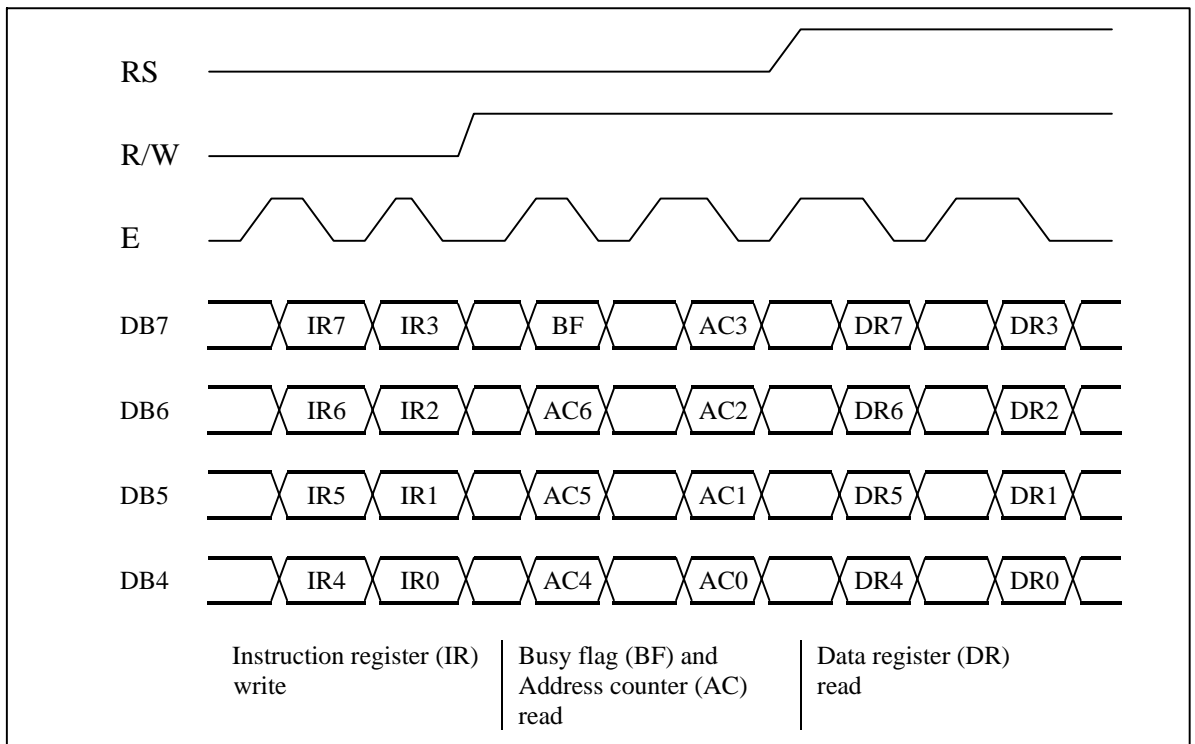 RS
R/W
E
DB7 IR7 IR3 BF AC3 DR7 DR3
DB6 IR6 IR2 AC6 AC2 DR6 DR2
DB5 IR5 IR1 AC5 AC1 DR5 DR1
DB4 IR4 IR0 AC4 AC0 DR4 DR0
Instruction register (IR)
write
Busy flag (BF) and
Address counter (AC)
read
Data register (DR)
read